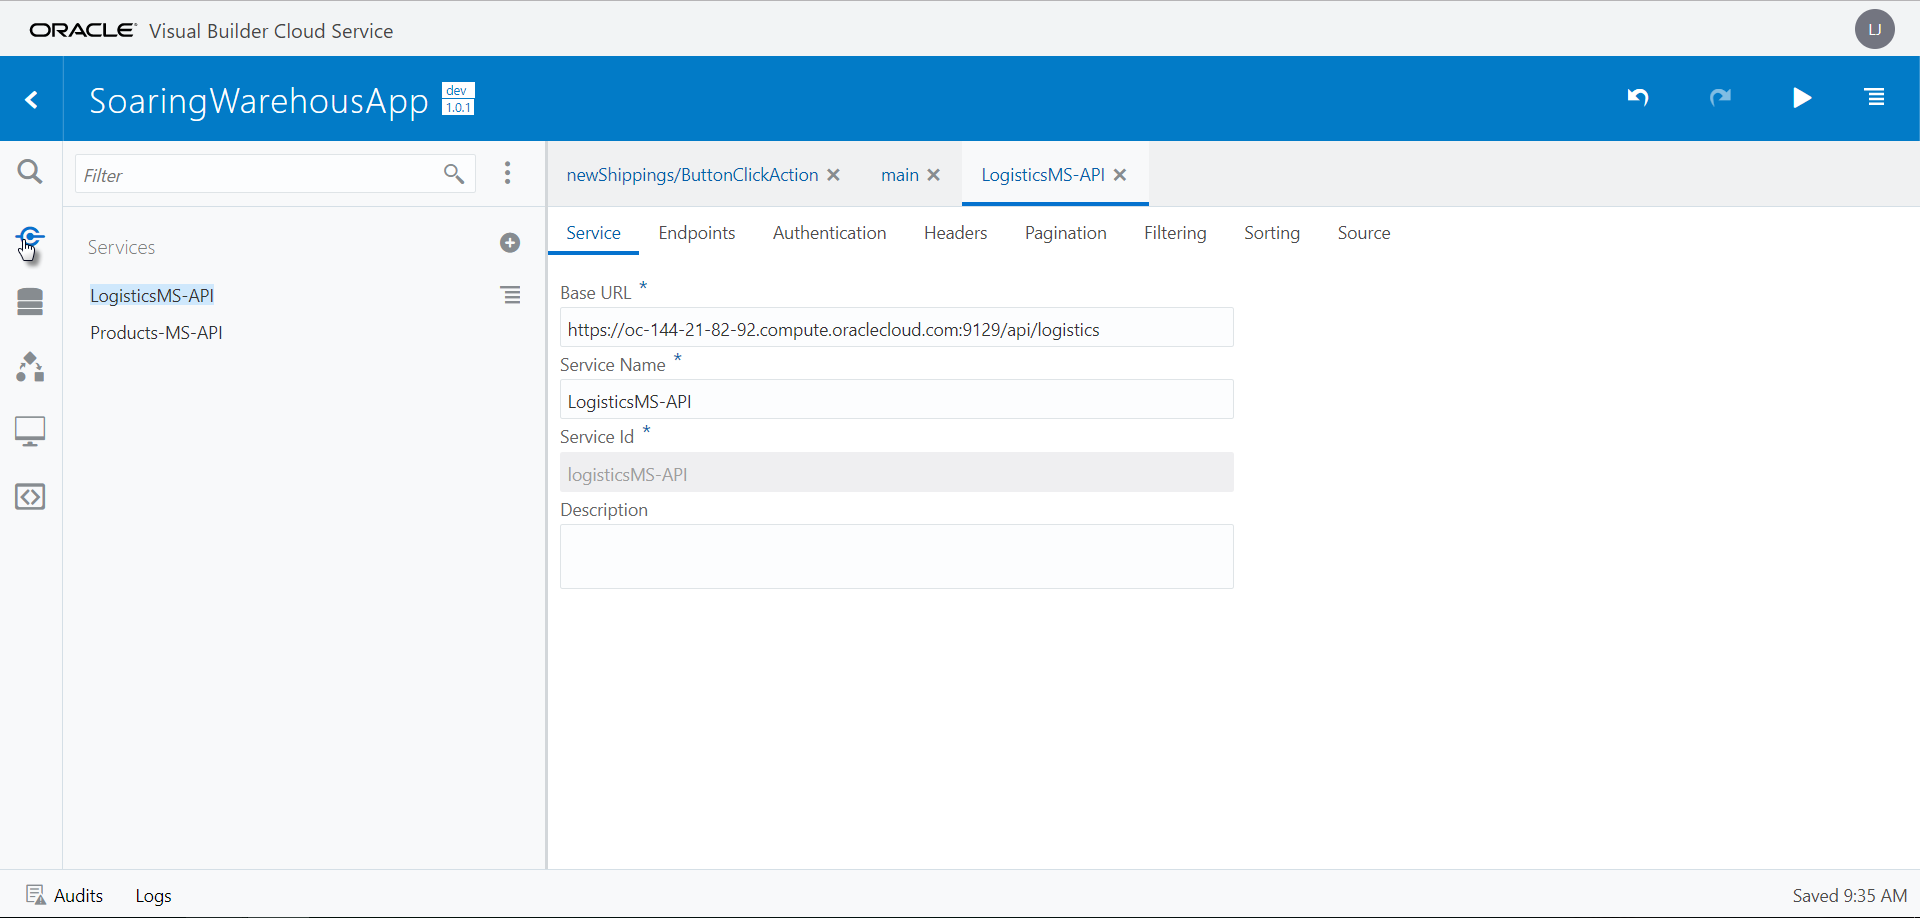 ORACLE Visual Builder Cloud Service
IJ
SoaringWarehousApp
dev
1.0.1
Filter
newShippings/ButtonClickAction
main
LogisticsMS-API
Services
Service
Endpoints
Authentication
Headers
Pagination
Filtering
Sorting
Source
LogisticsMS-API
Products-MS-API
Base URL *
https://oc-144-21-82-92.compute.oraclecloud.com:9129/api/logistics
Service Name *
LogisticsMS-API
Service Id *
logisticsMS-API
Description
Audits
Logs
Saved 9:35 AM